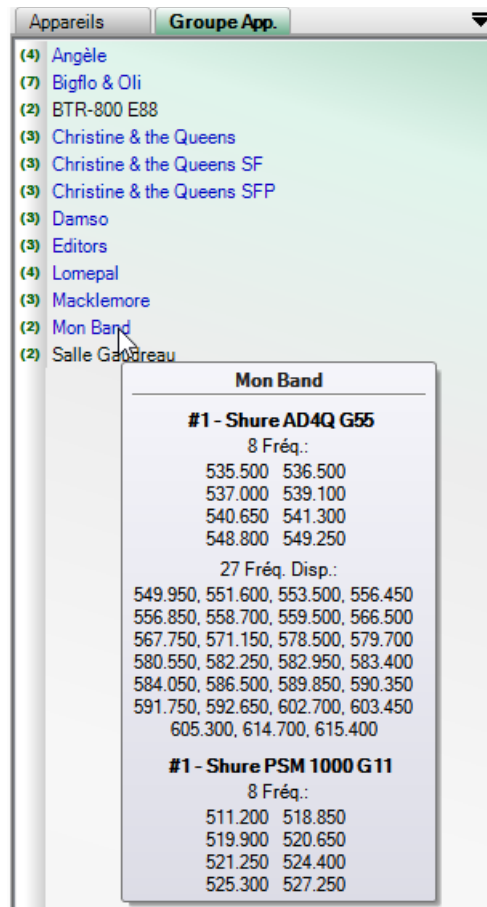 Appareils Groupe App.
(4) Angèle
(7) Bigflo & Oli
(2) BTR-800 E88
(3) Christine & the Queens
(3) Christine & the Queens SF
(3) Christine & the Queens SFP
(3) Damso
(3) Editors
(4) Lomepal
(3) Macklemore
(2) Mon Band
(2) Salle Gaudreau
Mon Band
#1 - Shure AD4Q G55
8 Fréq.:
535.500 536.500
537.000 539.100
540.650 541.300
548.800 549.250
27 Fréq. Disp.:
549.950, 551.600, 553.500, 556.450
556.850, 558.700, 559.500, 566.500
567.750, 571.150, 578.500, 579.700
580.550, 582.250, 582.950, 583.400
584.050, 586.500, 589.850, 590.350
591.750, 592.650, 602.700, 603.450
605.300, 614.700, 615.400
#1 - Shure PSM 1000 G11
8 Fréq.:
511.200 518.850
519.900 520.650
521.250 524.400
525.300 527.250